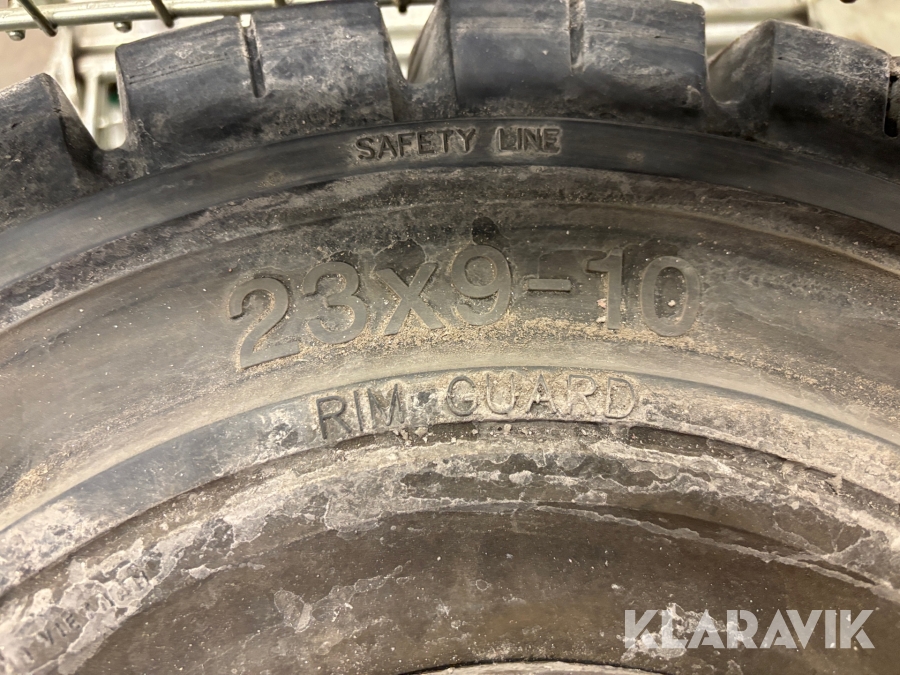 SAFETY LINE
23x9-10
RIM GUARD
KLARAVIK